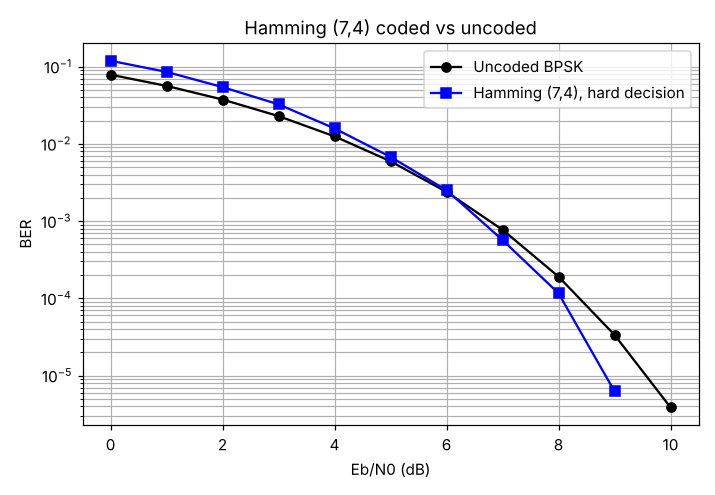 Hamming (7,4) coded vs uncoded
Uncoded BPSK
Hamming (7,4), hard decision
BER
10⁻¹
10⁻²
10⁻³
10⁻⁴
10⁻⁵
0 2 4 6 8 10
Eb/N0 (dB)